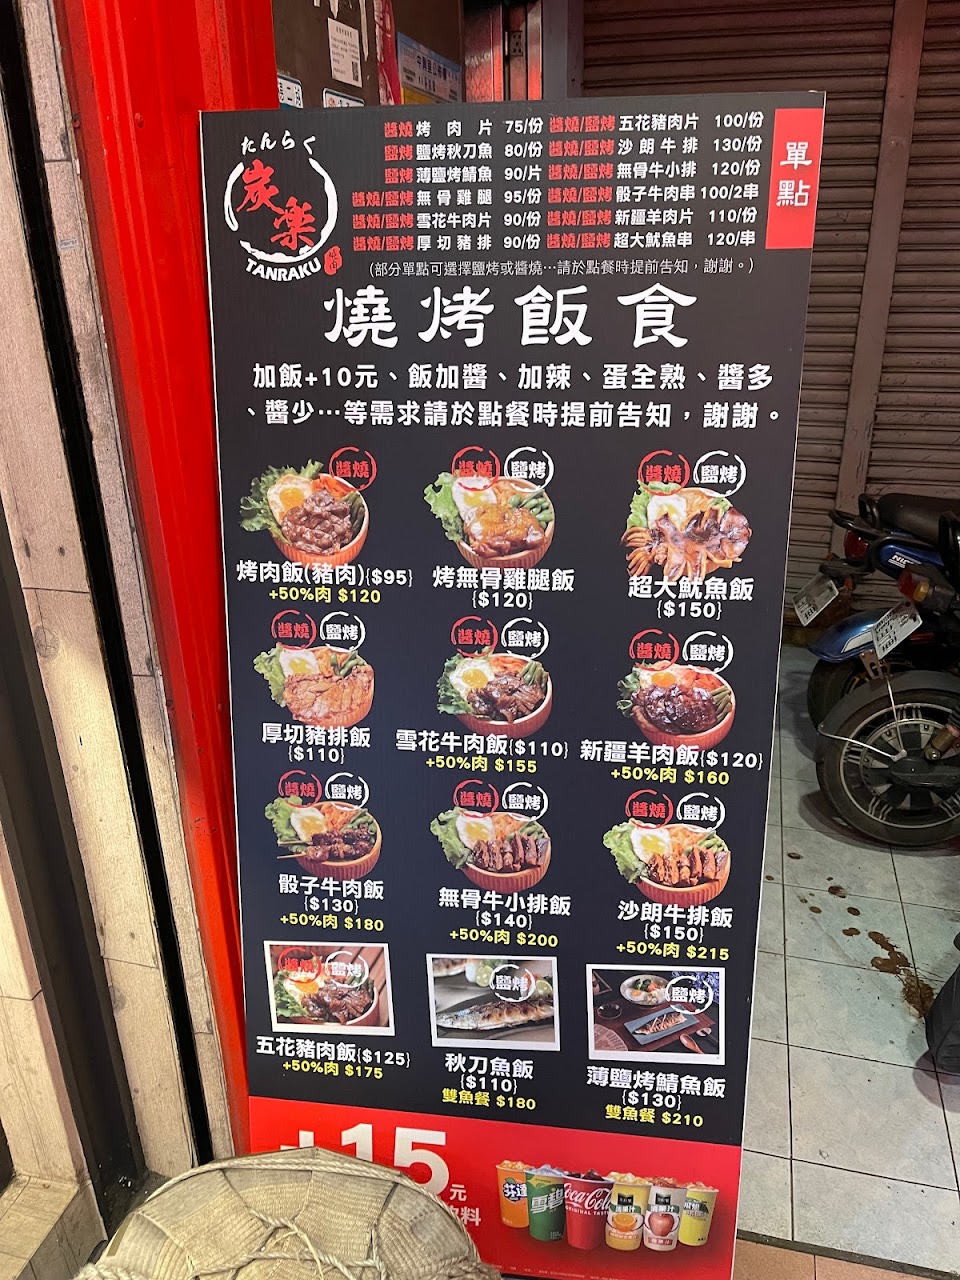 たんらく
炭楽
TANRAKU
燒肉
單點
醬燒 烤肉片 75/份
鹽烤 鹽烤秋刀魚 80/份
鹽烤 薄鹽烤鯖魚 90/片
醬燒/鹽烤 無骨雞腿 95/份
醬燒/鹽烤 雪花牛肉片 90/份
醬燒/鹽烤 厚切豬排 90/份
醬燒/鹽烤 五花豬肉片 100/份
醬燒/鹽烤 沙朗牛排 130/份
醬燒/鹽烤 無骨牛小排 120/份
醬燒/鹽烤 骰子牛肉串 100/2串
醬燒/鹽烤 新疆羊肉片 110/份
醬燒/鹽烤 超大魷魚串 120/串
(部分單點可選擇鹽烤或醬燒⋯請於點餐時提前告知,謝謝。)
燒烤飯食
加飯+10元、飯加醬、加辣、蛋全熟、醬多
、醬少⋯等需求請於點餐時提前告知,謝謝。
醬燒
烤肉飯(豬肉){$95}
+50%肉 $120
醬燒 鹽烤
烤無骨雞腿飯
{$120}
醬燒 鹽烤
超大魷魚飯
{$150}
醬燒 鹽烤
厚切豬排飯
{$110}
醬燒 鹽烤
雪花牛肉飯{$110}
+50%肉 $155
醬燒 鹽烤
新疆羊肉飯{$120}
+50%肉 $160
醬燒 鹽烤
骰子牛肉飯
{$130}
+50%肉 $180
醬燒 鹽烤
無骨牛小排飯
{$140}
+50%肉 $200
醬燒 鹽烤
沙朗牛排飯
{$150}
+50%肉 $215
醬燒 鹽烤
五花豬肉飯{$125}
+50%肉 $175
鹽烤
秋刀魚飯
{$110}
雙魚餐 $180
鹽烤
薄鹽烤鯖魚飯
{$130}
雙魚餐 $210
+15元
飲料
芬達
雪碧
Coca-Cola
ORIGINAL TASTE